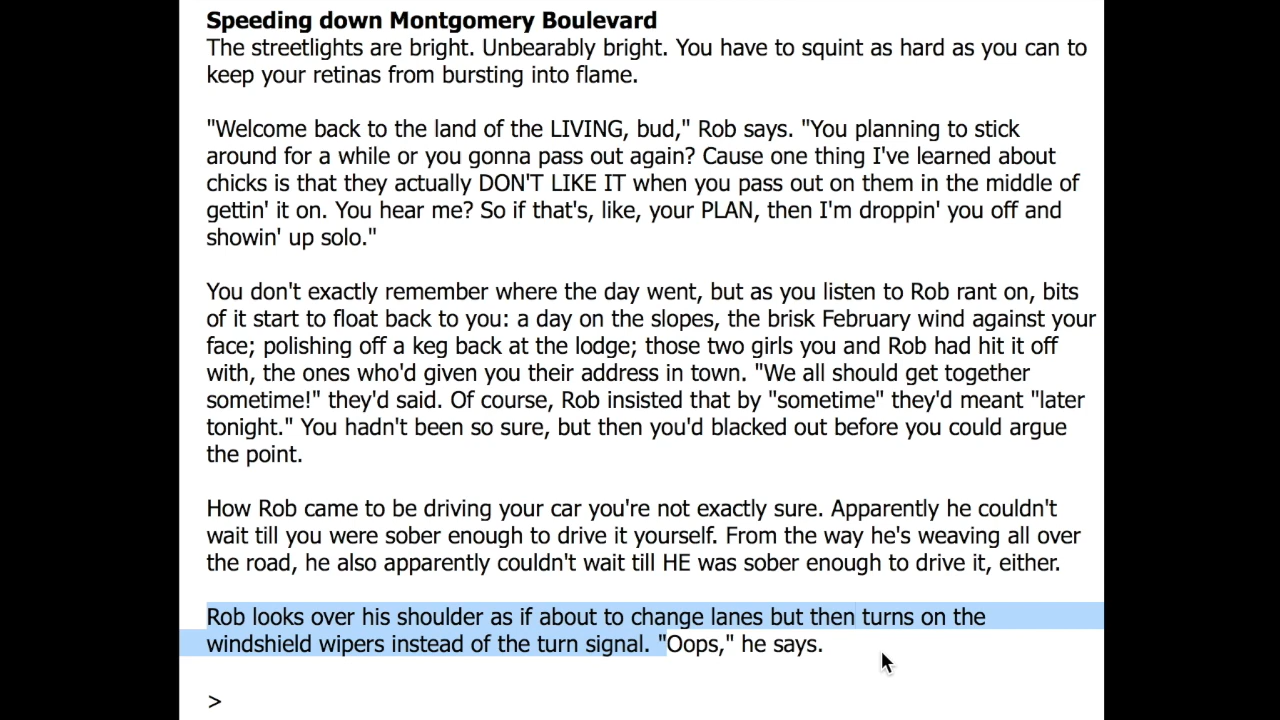 Speeding down Montgomery Boulevard
The streetlights are bright. Unbearably bright. You have to squint as hard as you can to
keep your retinas from bursting into flame.
"Welcome back to the land of the LIVING, bud," Rob says. "You planning to stick
around for a while or you gonna pass out again? Cause one thing I've learned about
chicks is that they actually DON'T LIKE IT when you pass out on them in the middle of
gettin' it on. You hear me? So if that's, like, your PLAN, then I'm droppin' you off and
showin' up solo."
You don't exactly remember where the day went, but as you listen to Rob rant on, bits
of it start to float back to you: a day on the slopes, the brisk February wind against your
face; polishing off a keg back at the lodge; those two girls you and Rob had hit it off
with, the ones who'd given you their address in town. "We all should get together
sometime!" they'd said. Of course, Rob insisted that by "sometime" they'd meant "later
tonight." You hadn't been so sure, but then you'd blacked out before you could argue
the point.
How Rob came to be driving your car you're not exactly sure. Apparently he couldn't
wait till you were sober enough to drive it yourself. From the way he's weaving all over
the road, he also apparently couldn't wait till HE was sober enough to drive it, either.
Rob looks over his shoulder as if about to change lanes but then turns on the
windshield wipers instead of the turn signal. "Oops," he says.
>